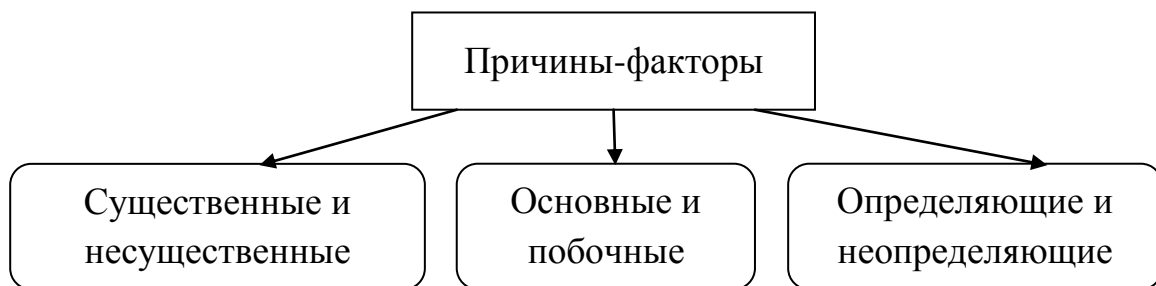 Причины-факторы
Существенные и
несущественные
Основные и
побочные
Определяющие и
неопределяющие